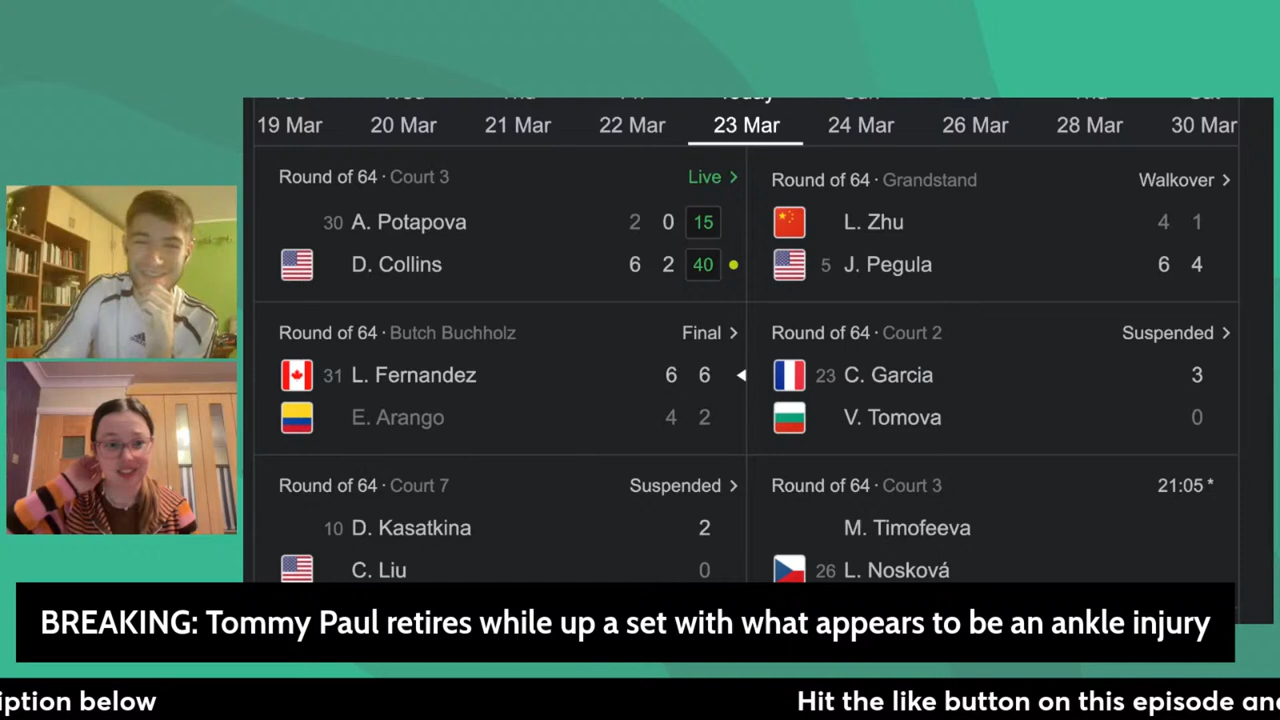 Today
19 Mar 20 Mar 21 Mar 22 Mar 23 Mar 24 Mar 26 Mar 28 Mar 30 Mar
Round of 64 · Court 3 Live >
30 A. Potapova 2 0 15
D. Collins 6 2 40
Round of 64 · Grandstand Walkover >
L. Zhu 4 1
5 J. Pegula 6 4
Round of 64 · Butch Buchholz Final >
31 L. Fernandez 6 6
E. Arango 4 2
Round of 64 · Court 2 Suspended >
23 C. Garcia 3
V. Tomova 0
Round of 64 · Court 7 Suspended >
10 D. Kasatkina 2
C. Liu 0
Round of 64 · Court 3 21:05 *
M. Timofeeva
26 L. Nosková
BREAKING: Tommy Paul retires while up a set with what appears to be an ankle injury
iption below Hit the like button on this episode and